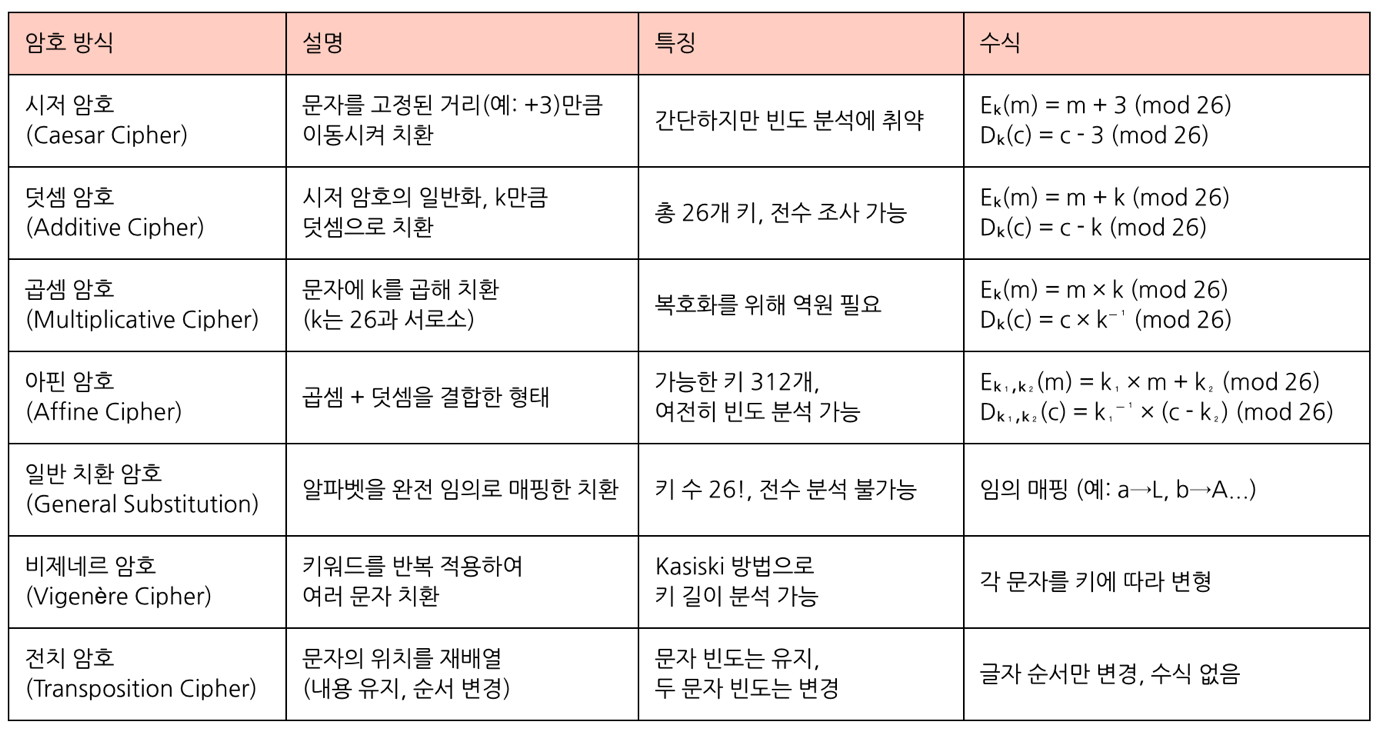 암호 방식
설명
특징
수식
시저 암호
(Caesar Cipher)
문자를 고정된 거리(예: +3)만큼
이동시켜 치환
간단하지만 빈도 분석에 취약
Eₖ(m) = m + 3 (mod 26)
Dₖ(c) = c - 3 (mod 26)
덧셈 암호
(Additive Cipher)
시저 암호의 일반화, k만큼
덧셈으로 치환
총 26개 키, 전수 조사 가능
Eₖ(m) = m + k (mod 26)
Dₖ(c) = c - k (mod 26)
곱셈 암호
(Multiplicative Cipher)
문자에 k를 곱해 치환
(k는 26과 서로소)
복호화를 위해 역원 필요
Eₖ(m) = m × k (mod 26)
Dₖ(c) = c × k⁻¹ (mod 26)
아핀 암호
(Affine Cipher)
곱셈 + 덧셈을 결합한 형태
가능한 키 312개,
여전히 빈도 분석 가능
Eₖ₁,ₖ₂(m) = k₁ × m + k₂ (mod 26)
Dₖ₁,ₖ₂(c) = k₁⁻¹ × (c - k₂) (mod 26)
일반 치환 암호
(General Substitution)
알파벳을 완전 임의로 매핑한 치환
키 수 26!, 전수 분석 불가능
임의 매핑 (예: a→L, b→A...)
비제네르 암호
(Vigenère Cipher)
키워드를 반복 적용하여
여러 문자 치환
Kasiski 방법으로
키 길이 분석 가능
각 문자를 키에 따라 변형
전치 암호
(Transposition Cipher)
문자의 위치를 재배열
(내용 유지, 순서 변경)
문자 빈도는 유지,
두 문자 빈도는 변경
글자 순서만 변경, 수식 없음